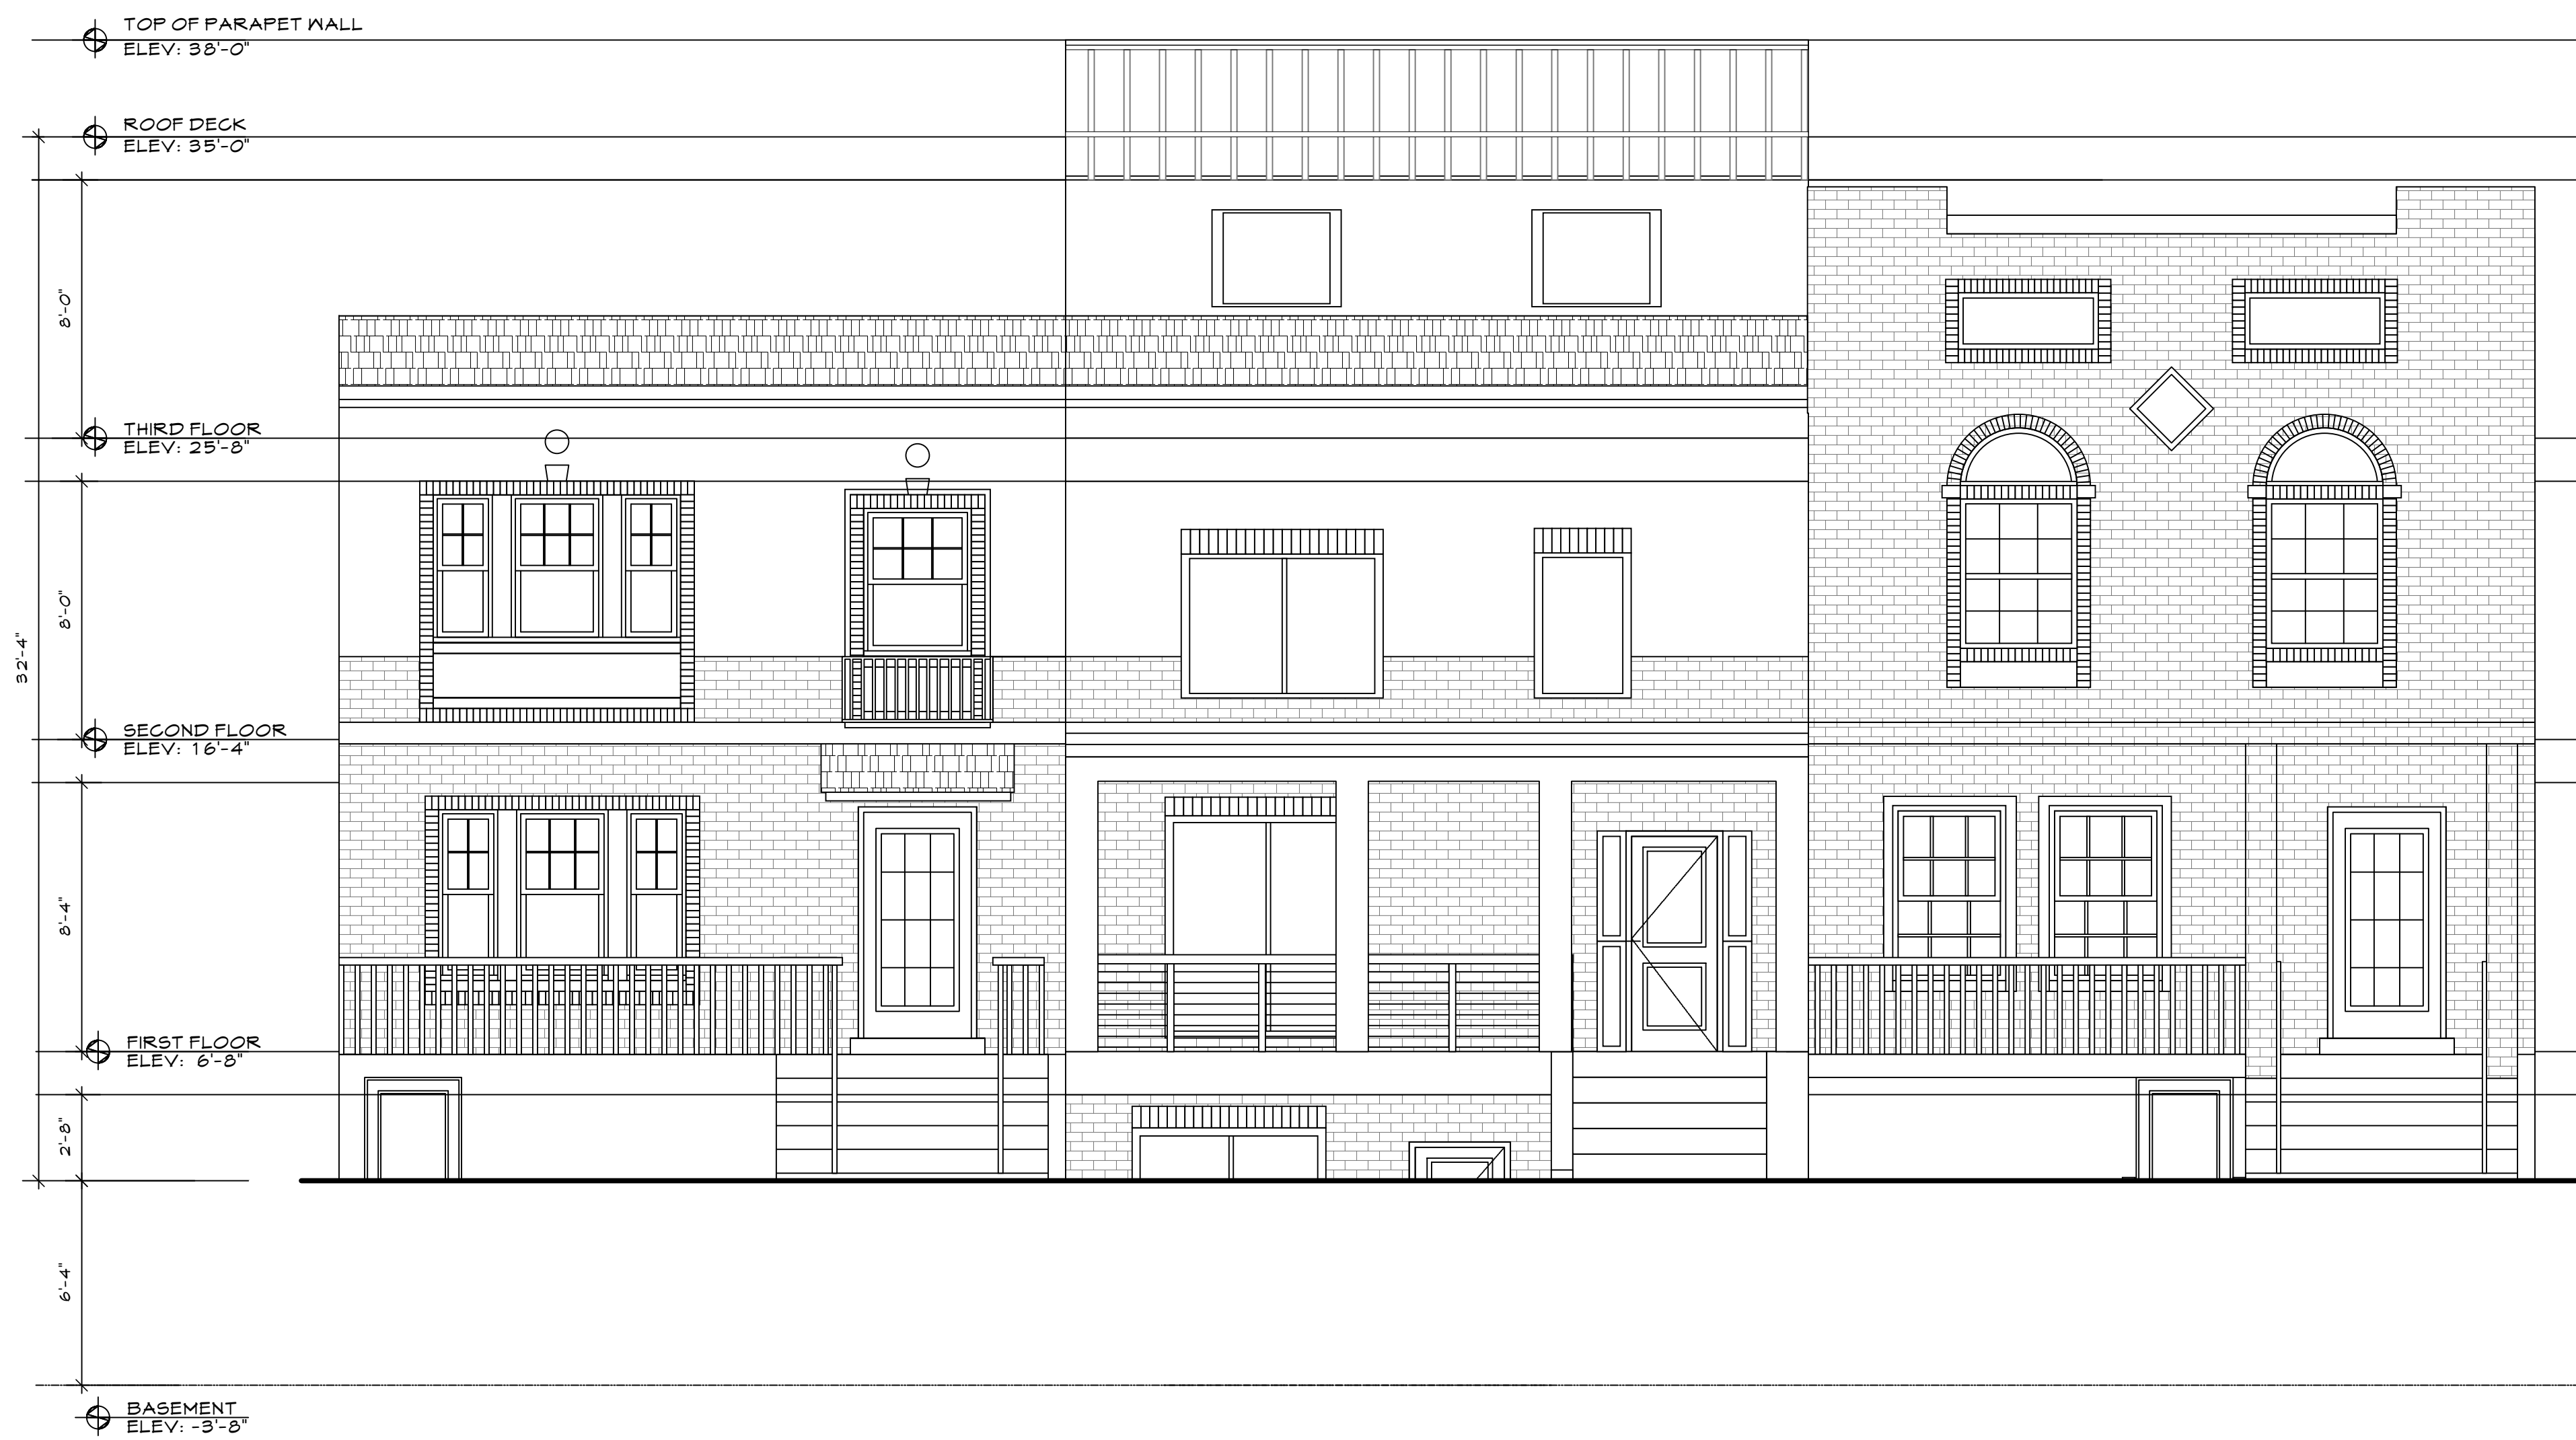 TOP OF PARAPET WALL
ELEV: 38'-0"
ROOF DECK
ELEV: 35'-0"
8'-0"
THIRD FLOOR
ELEV: 25'-8"
8'-0"
32'-4"
SECOND FLOOR
ELEV: 16'-4"
8'-4"
FIRST FLOOR
ELEV: 6'-8"
2'-8"
6'-4"
BASEMENT
ELEV: -3'-8"